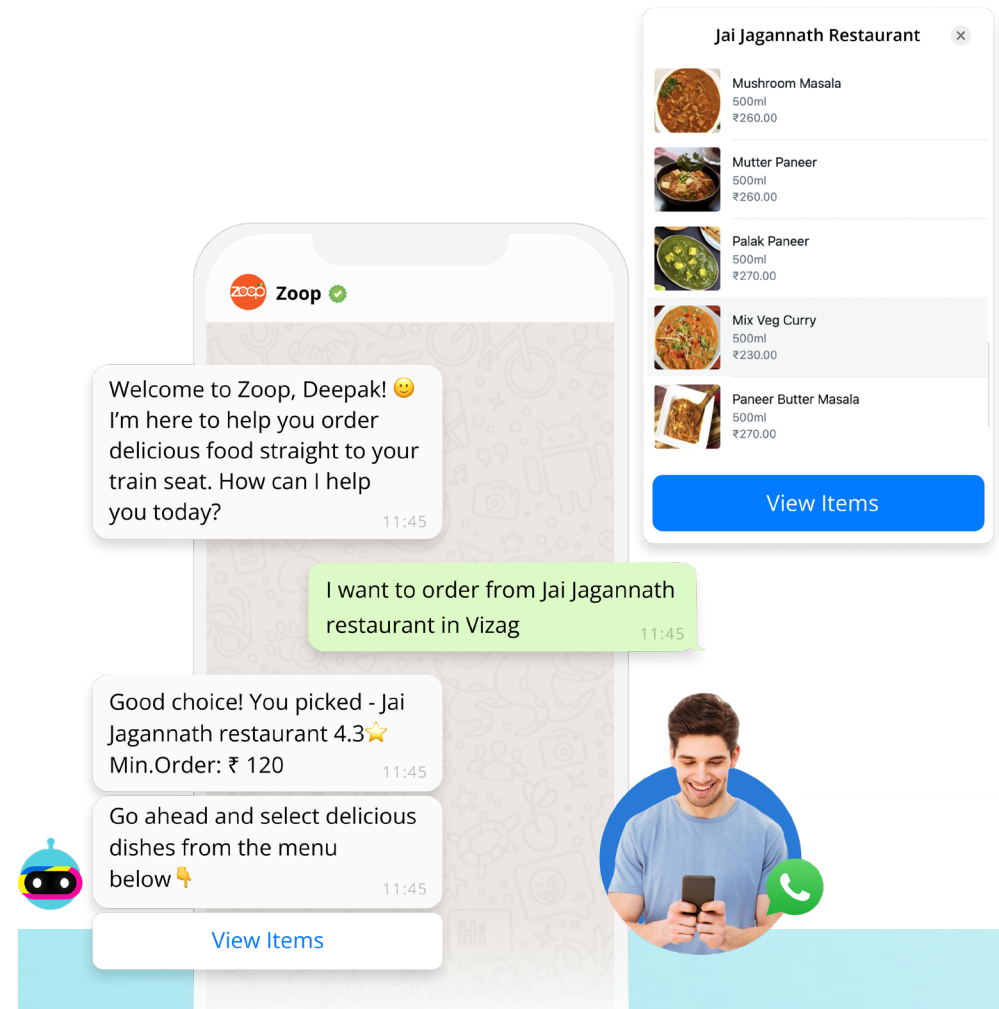 Jai Jagannath Restaurant
Mushroom Masala
500ml
₹260.00
Mutter Paneer
500ml
₹260.00
Palak Paneer
500ml
₹270.00
Mix Veg Curry
500ml
₹230.00
Paneer Butter Masala
500ml
₹270.00
View Items
zoop
Zoop
Welcome to Zoop, Deepak! 🙂
I’m here to help you order
delicious food straight to your
train seat. How can I help
you today?
11:45
I want to order from Jai Jagannath
restaurant in Vizag
11:45
Good choice! You picked - Jai
Jagannath restaurant 4.3⭐
Min.Order: ₹ 120
11:45
Go ahead and select delicious
dishes from the menu
below👇
11:45
View Items
Hi